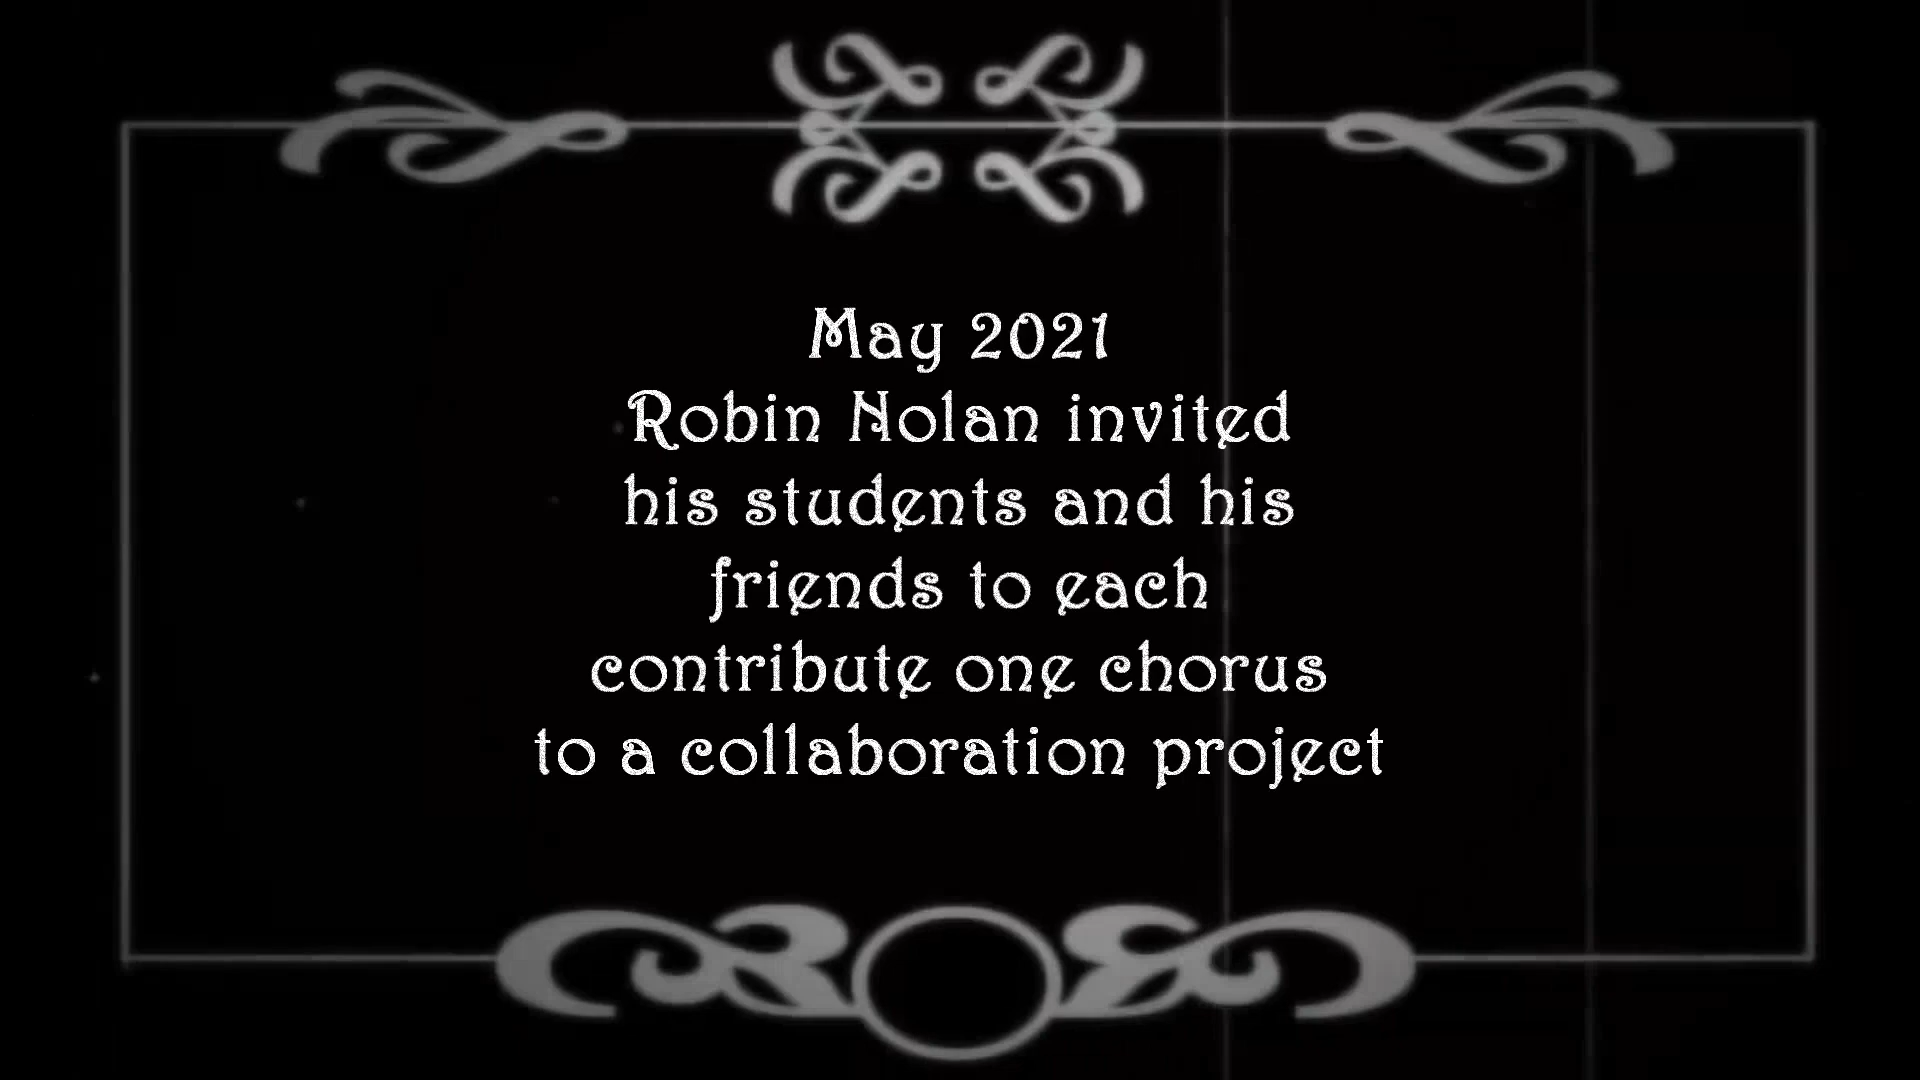 May 2021
Robin Nolan invited
his students and his
friends to each
contribute one chorus
to a collaboration project